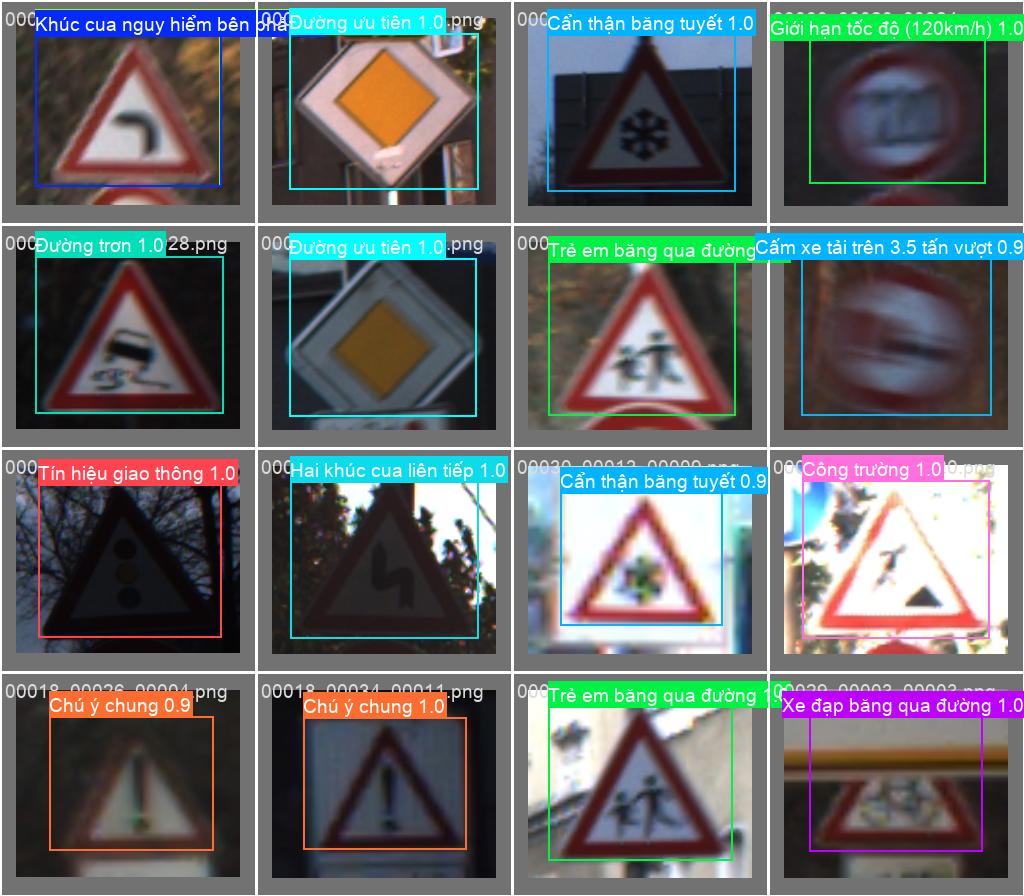 Khúc cua nguy hiểm bên phả
Đường ưu tiên 1.0
.png
Cẩn thận băng tuyết 1.0
Giới hạn tốc độ (120km/h) 1.0
Đường trơn 1.0
28.png
Đường ưu tiên 1.0
.png
Trẻ em băng qua đường
Cấm xe tải trên 3.5 tấn vượt 0.9
Tín hiệu giao thông 1.0
Hai khúc cua liên tiếp 1.0
Cẩn thận băng tuyết 0.9
Công trường 1.0
00018_00026_00004.png
Chú ý chung 0.9
00018_00034_00011.png
Chú ý chung 1.0
Trẻ em băng qua đường 1.0
Xe đạp băng qua đường 1.0